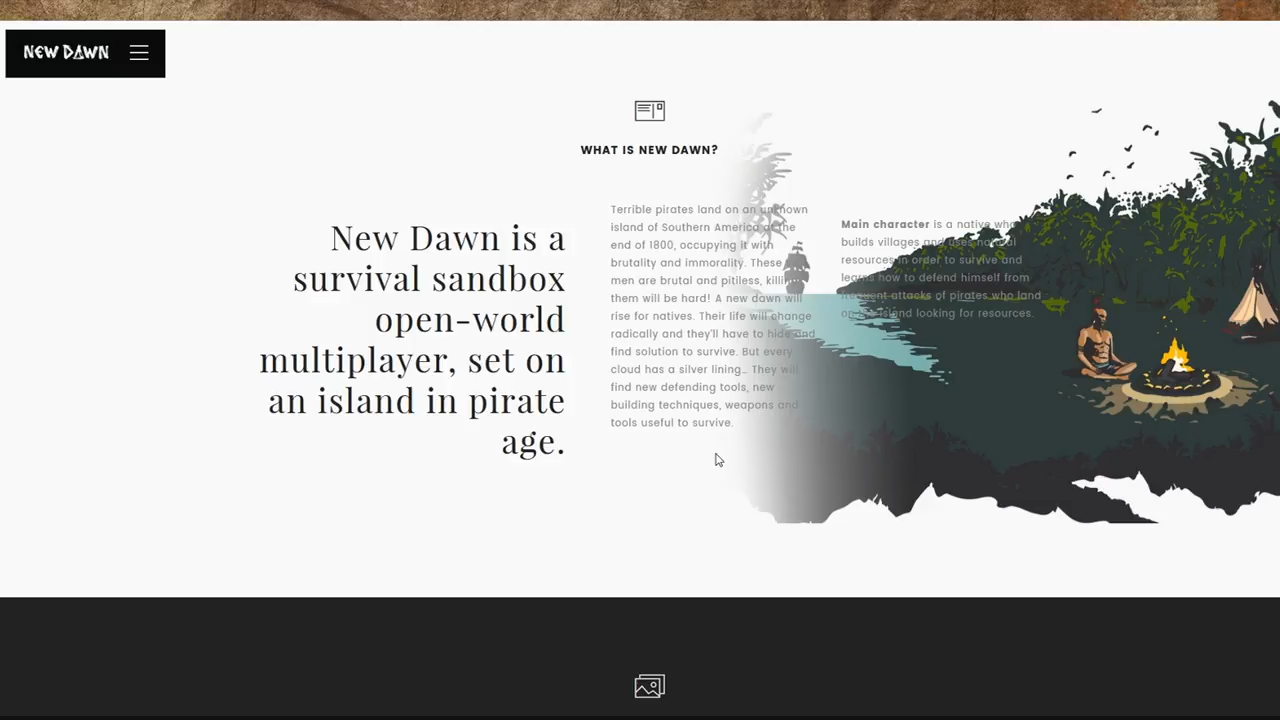 NEW DAWN
WHAT IS NEW DAWN?
New Dawn is a
survival sandbox
open-world
multiplayer, set on
an island in pirate
age.
Terrible pirates land on an unknown
island of Southern America at the
end of 1800, occupying it with
brutality and immorality. These
men are brutal and pitiless, killing
them will be hard! A new dawn will
rise for natives. Their life will change
radically and they'll have to hide and
find solution to survive. But every
cloud has a silver lining… They will
find new defending tools, new
building techniques, weapons and
tools useful to survive.
Main character is a native who
builds villages and uses natural
resources in order to survive and
learns how to defend himself from
frequent attacks of pirates who land
on the island looking for resources.